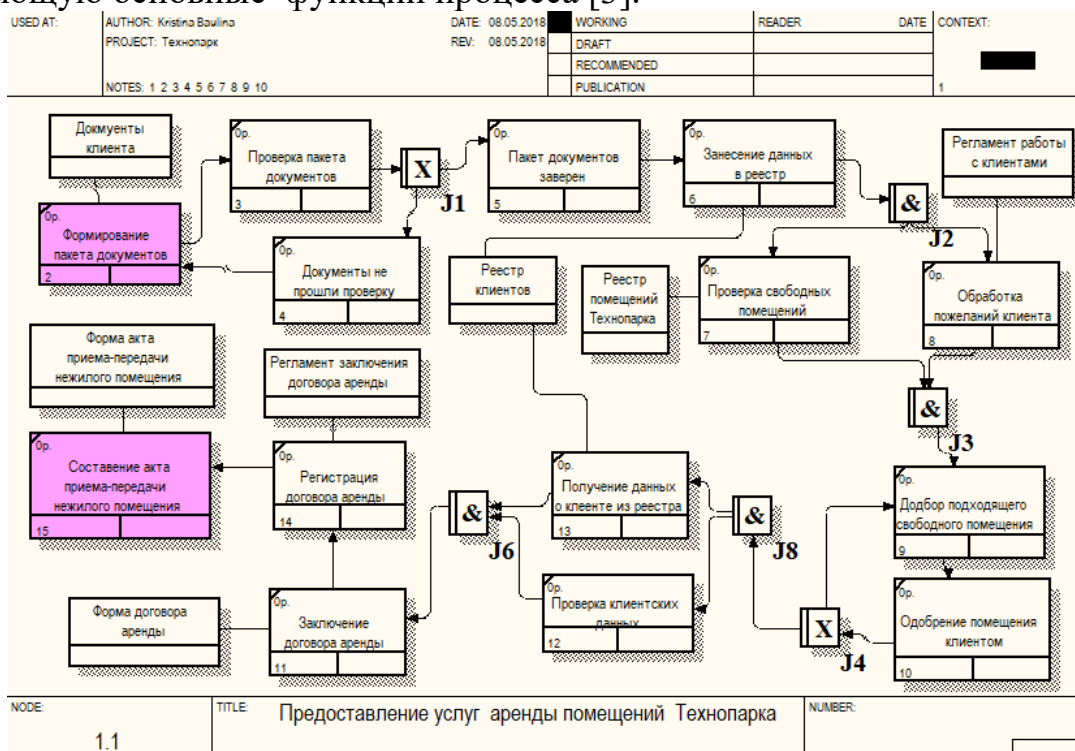 ющую основные функции процесса [5].
USED AT:
AUTHOR: Kristina Baulina
DATE: 08.05.2018
WORKING
READER
DATE
CONTEXT:
PROJECT: Технопарк
REV: 08.05.2018
DRAFT
RECOMMENDED
NOTES: 1 2 3 4 5 6 7 8 9 10
PUBLICATION
1
Докмуенты
клиента
0р.
Проверка пакета
документов
3
X
J1
0р.
Пакет документов
заверен
5
0р.
Занесение данных
в реестр
6
&
J2
Регламент работы
с клиентами
0р.
Формирование
пакета документов
2
0р.
Документы не
прошли проверку
4
Реестр
клиентов
Реестр
помещений
Технопарка
0р.
Проверка свободных
помещений
7
0р.
Обработка
пожеланий клиента
8
Форма акта
приема-передачи
нежилого помещения
Регламент заключения
договора аренды
&
J3
0р.
Составение акта
приема-передачи
нежилого помещения
15
0р.
Регистрация
договора аренды
14
&
J6
0р.
Получение данных
о клеенте из реестра
13
&
J8
0р.
Додбор подходящего
свободного помещения
9
Форма договора
аренды
0р.
Заключение
договора аренды
11
0р.
Проверка клиентских
данных
12
X
J4
0р.
Одобрение помещения
клиентом
10
NODE:
TITLE:
Предоставление услуг аренды помещений Технопарка
NUMBER:
1.1